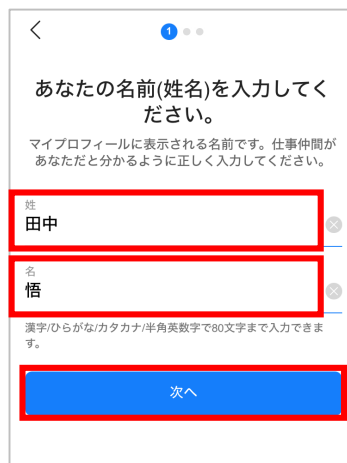 1
あなたの名前(姓名)を入力してく
ださい。
マイプロフィールに表示される名前です。仕事仲間が
あなただと分かるように正しく入力してください。
姓
田中
名
悟
漢字/ひらがな/カタカナ/半角英数字で80文字まで入力できま
す。
次へ